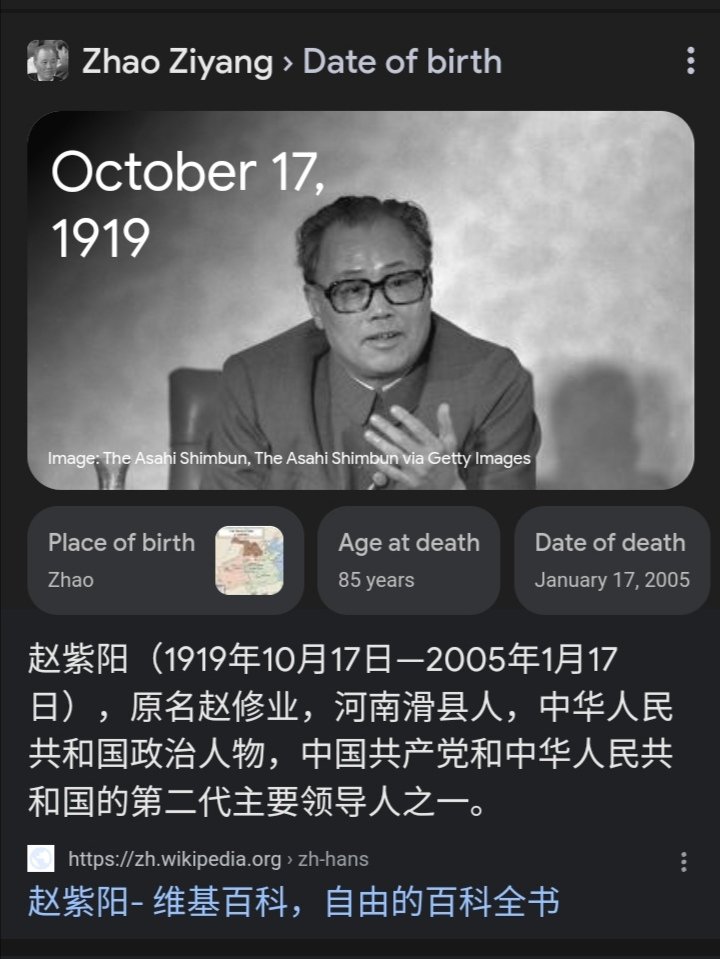 Zhao Ziyang › Date of birth
October 17,
1919
Image: The Asahi Shimbun, The Asahi Shimbun via Getty Images
Place of birth
Zhao
Age at death
85 years
Date of death
January 17, 2005
赵紫阳（1919年10月17日—2005年1月17
日），原名赵修业，河南滑县人，中华人民
共和国政治人物，中国共产党和中华人民共
和国的第二代主要领导人之一。
https://zh.wikipedia.org › zh-hans
赵紫阳- 维基百科，自由的百科全书